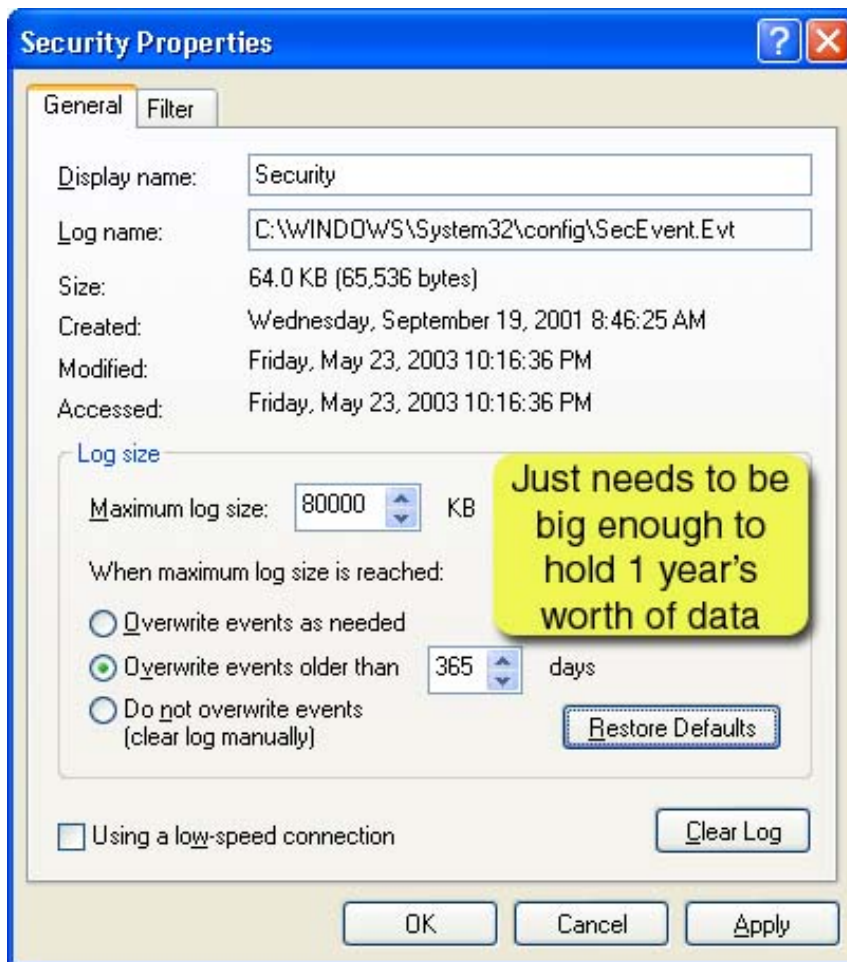 Security Properties
General Filter
Display name: Security
Log name: C:\WINDOWS\System32\config\SecEvent.Evt
Size: 64.0 KB (65,536 bytes)
Created: Wednesday, September 19, 2001 8:46:25 AM
Modified: Friday, May 23, 2003 10:16:36 PM
Accessed: Friday, May 23, 2003 10:16:36 PM
Log size
Maximum log size: 80000 KB
Just needs to be
big enough to
hold 1 year's
worth of data
When maximum log size is reached:
Overwrite events as needed
Overwrite events older than 365 days
Do not overwrite events
(clear log manually)
Restore Defaults
Using a low-speed connection
Clear Log
OK Cancel Apply